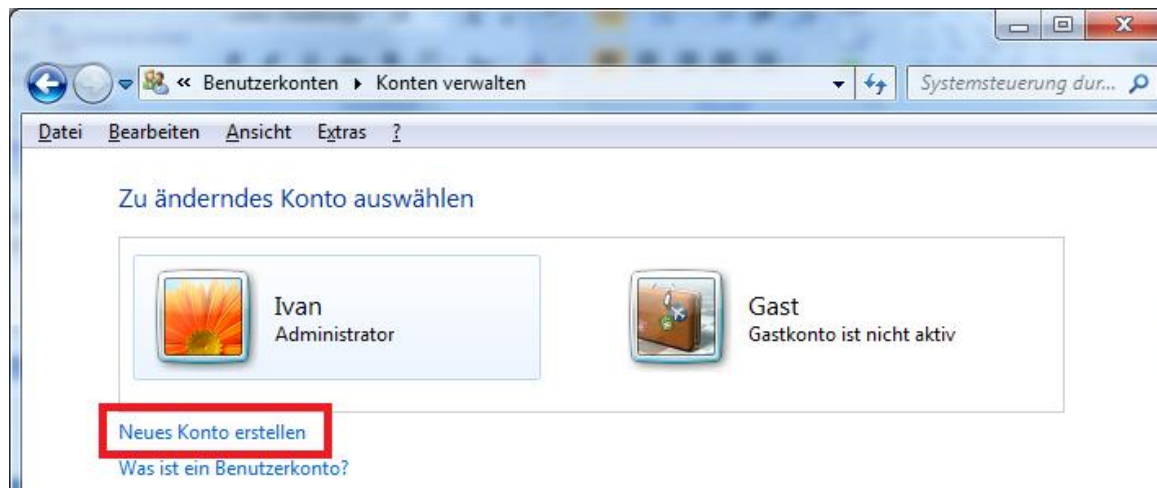 « Benutzerkonten ▸ Konten verwalten
Systemsteuerung dur...
Datei Bearbeiten Ansicht Extras ?
Zu änderndes Konto auswählen
Ivan
Administrator
Gast
Gastkonto ist nicht aktiv
Neues Konto erstellen
Was ist ein Benutzerkonto?